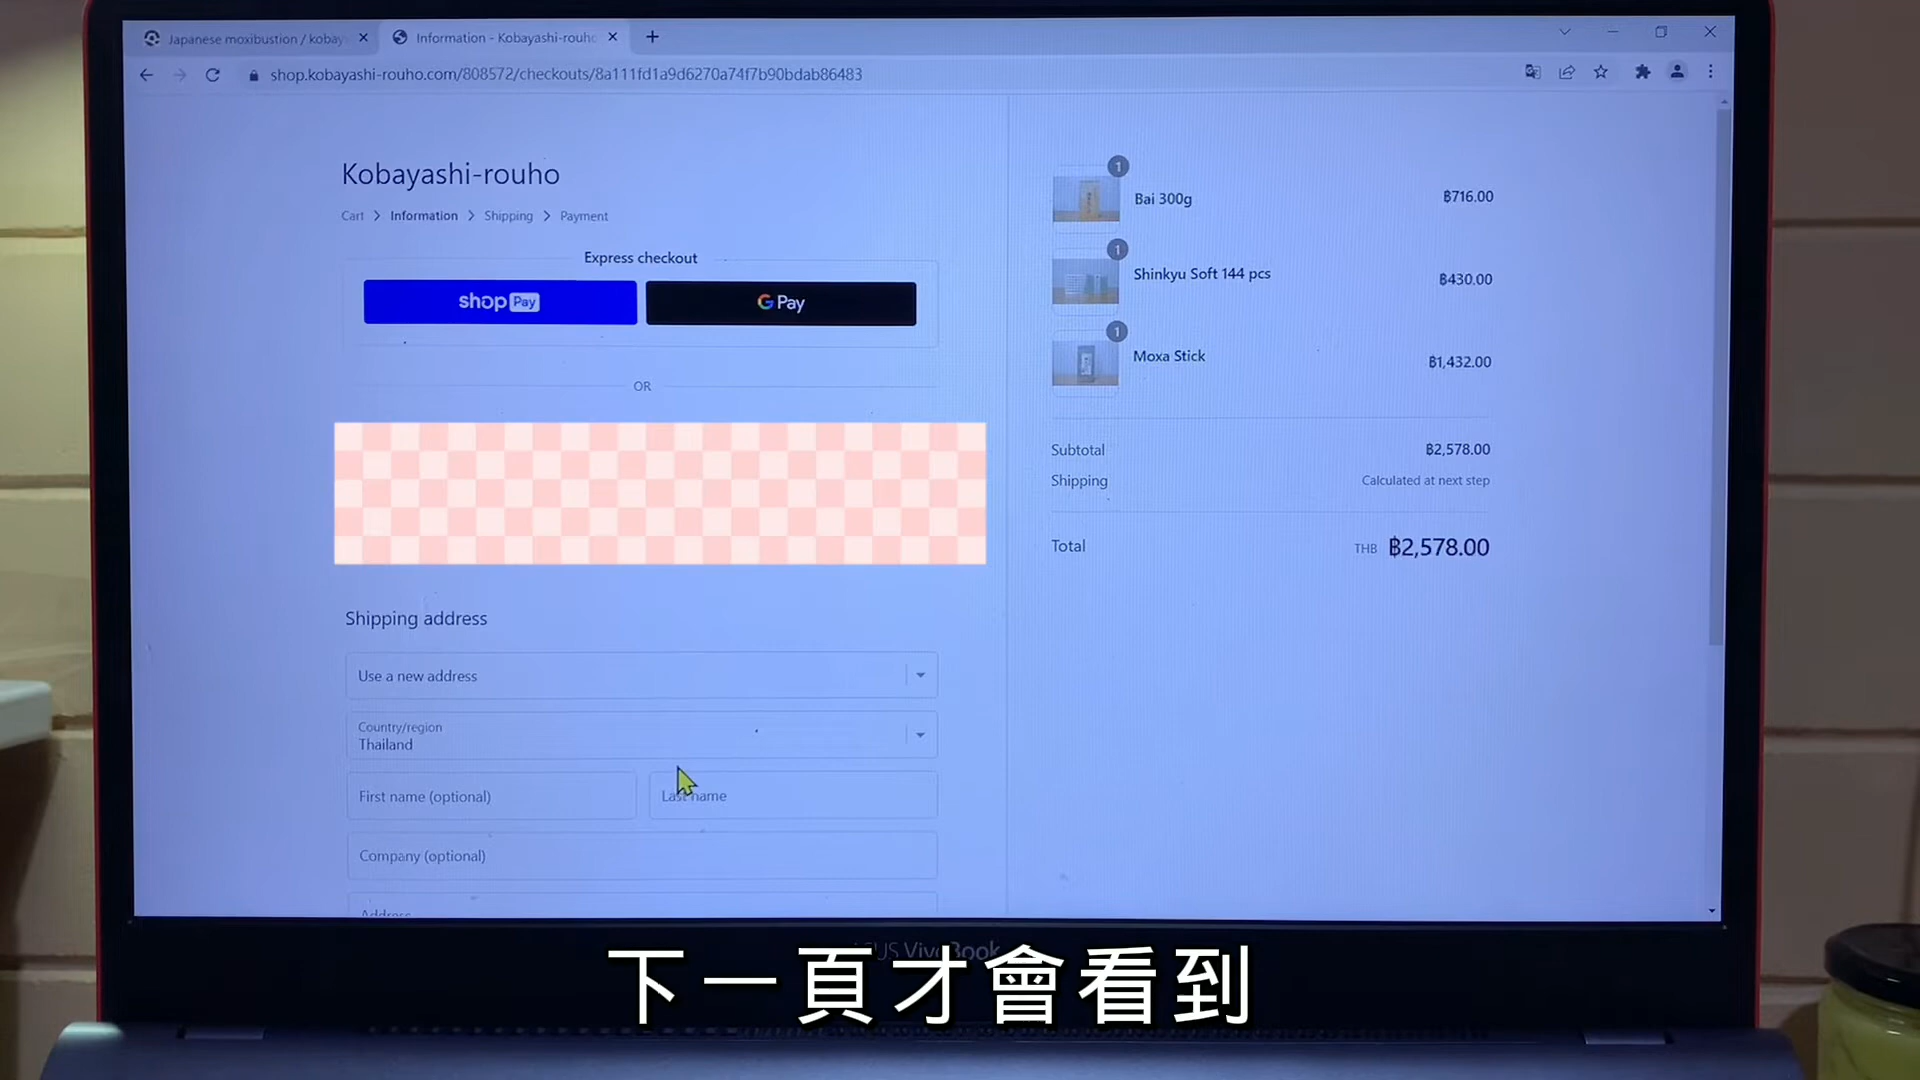 Japanese moxibustion / kobay
Information - Kobayashi-rouho
shop.kobayashi-rouho.com/808572/checkouts/8a111fd1a9d6270a74f7b90bdab86483
Kobayashi-rouho
Cart > Information > Shipping > Payment
Express checkout
shop Pay
G Pay
OR
Shipping address
Use a new address
Country/region
Thailand
First name (optional)
Last name
Company (optional)
Address
1
Bai 300g
฿716.00
1
Shinkyu Soft 144 pcs
฿430.00
1
Moxa Stick
฿1,432.00
Subtotal
฿2,578.00
Shipping
Calculated at next step
Total
THB ฿2,578.00
ASUS VivoBook
下一頁才會看到